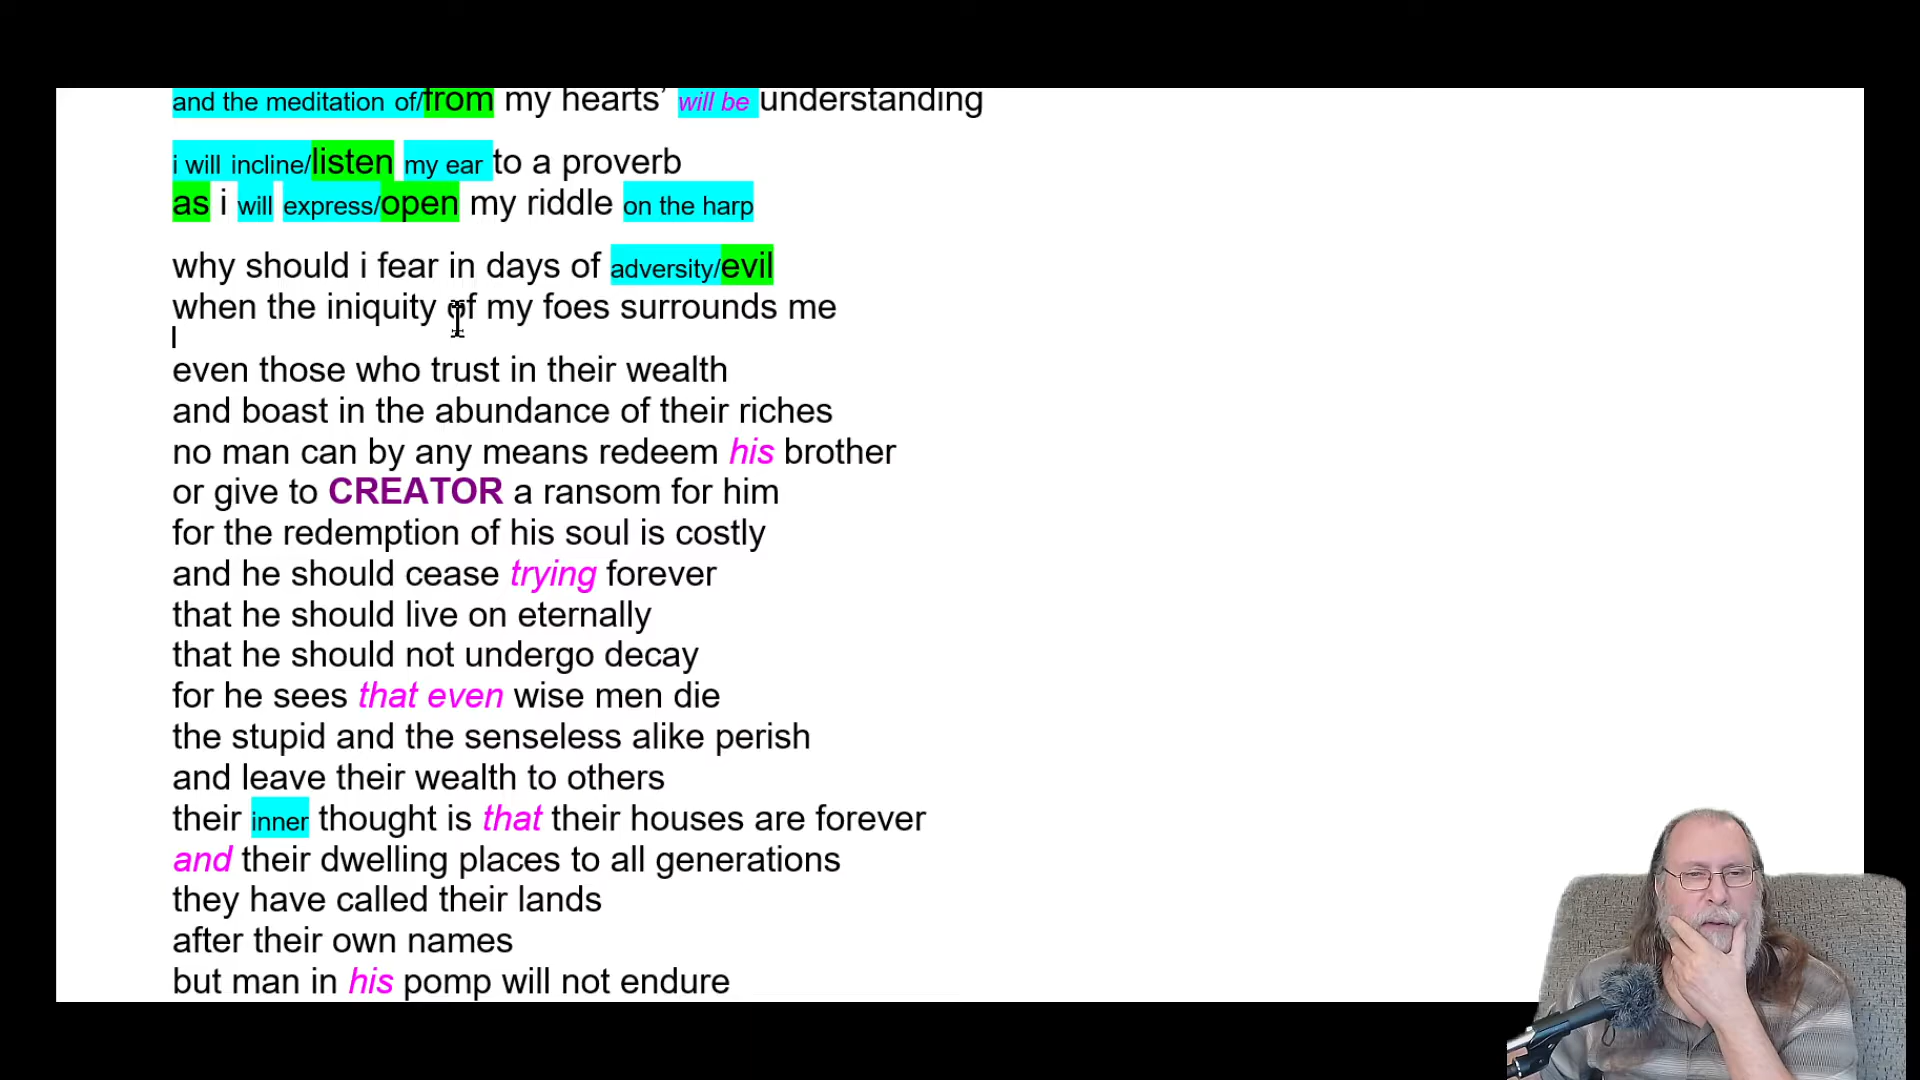 and the meditation of/from my hearts’ will be understanding
i will incline/listen my ear to a proverb
as i will express/open my riddle on the harp
why should i fear in days of adversity/evil
when the iniquity of my foes surrounds me
even those who trust in their wealth
and boast in the abundance of their riches
no man can by any means redeem his brother
or give to CREATOR a ransom for him
for the redemption of his soul is costly
and he should cease trying forever
that he should live on eternally
that he should not undergo decay
for he sees that even wise men die
the stupid and the senseless alike perish
and leave their wealth to others
their inner thought is that their houses are forever
and their dwelling places to all generations
they have called their lands
after their own names
but man in his pomp will not endure